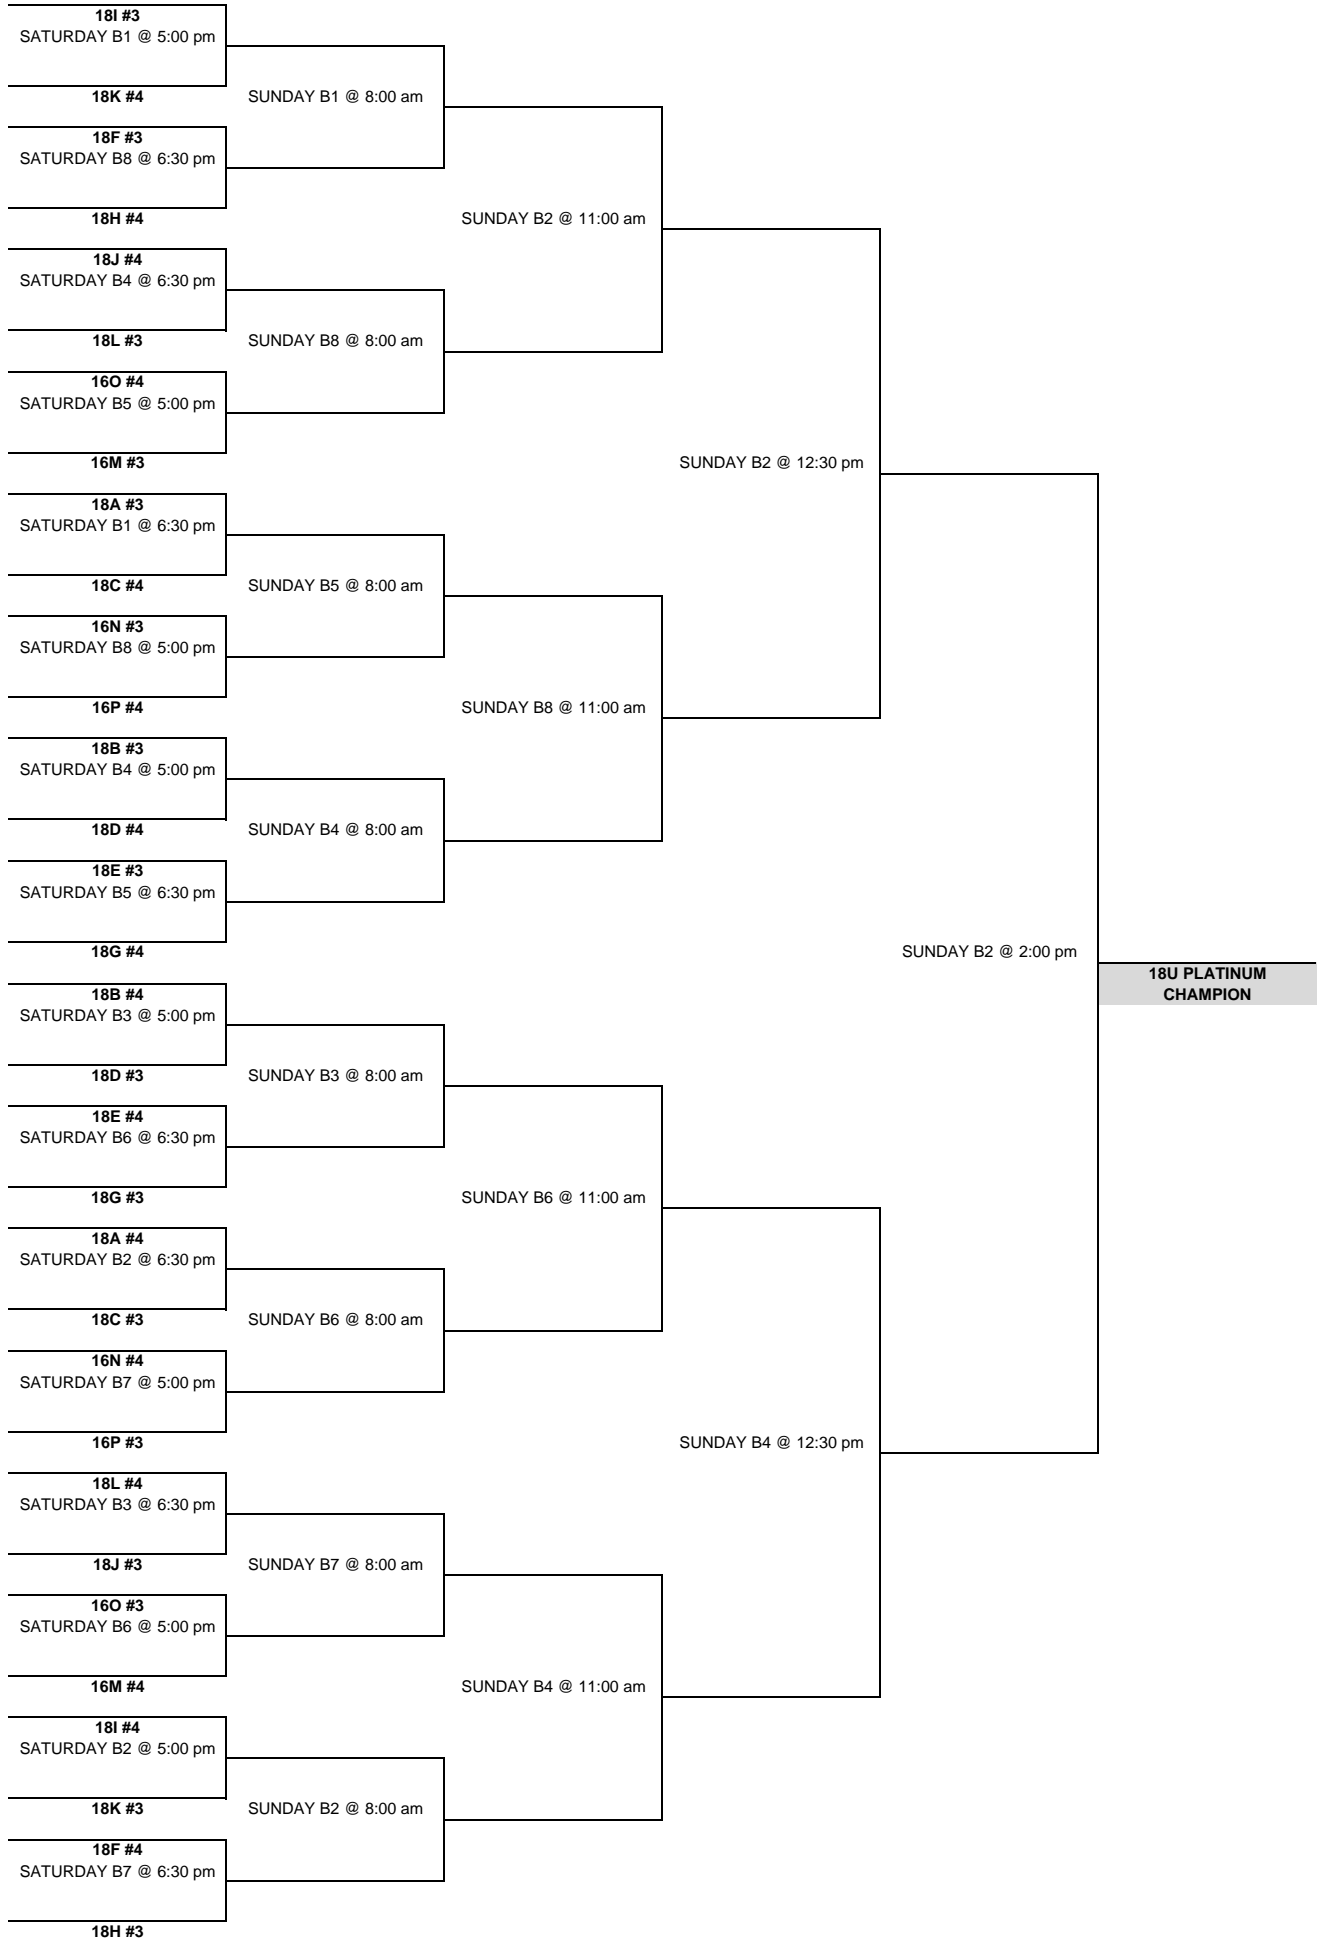 18I #3
SATURDAY B1 @ 5:00 pm
18K #4
SUNDAY B1 @ 8:00 am
18F #3
SATURDAY B8 @ 6:30 pm
18H #4
SUNDAY B2 @ 11:00 am
18J #4
SATURDAY B4 @ 6:30 pm
18L #3
SUNDAY B8 @ 8:00 am
16O #4
SATURDAY B5 @ 5:00 pm
16M #3
SUNDAY B2 @ 12:30 pm
18A #3
SATURDAY B1 @ 6:30 pm
18C #4
SUNDAY B5 @ 8:00 am
16N #3
SATURDAY B8 @ 5:00 pm
16P #4
SUNDAY B8 @ 11:00 am
18B #3
SATURDAY B4 @ 5:00 pm
18D #4
SUNDAY B4 @ 8:00 am
18E #3
SATURDAY B5 @ 6:30 pm
18G #4
SUNDAY B2 @ 2:00 pm
18U PLATINUM
CHAMPION
18B #4
SATURDAY B3 @ 5:00 pm
18D #3
SUNDAY B3 @ 8:00 am
18E #4
SATURDAY B6 @ 6:30 pm
18G #3
SUNDAY B6 @ 11:00 am
18A #4
SATURDAY B2 @ 6:30 pm
18C #3
SUNDAY B6 @ 8:00 am
16N #4
SATURDAY B7 @ 5:00 pm
16P #3
SUNDAY B4 @ 12:30 pm
18L #4
SATURDAY B3 @ 6:30 pm
18J #3
SUNDAY B7 @ 8:00 am
16O #3
SATURDAY B6 @ 5:00 pm
16M #4
SUNDAY B4 @ 11:00 am
18I #4
SATURDAY B2 @ 5:00 pm
18K #3
SUNDAY B2 @ 8:00 am
18F #4
SATURDAY B7 @ 6:30 pm
18H #3